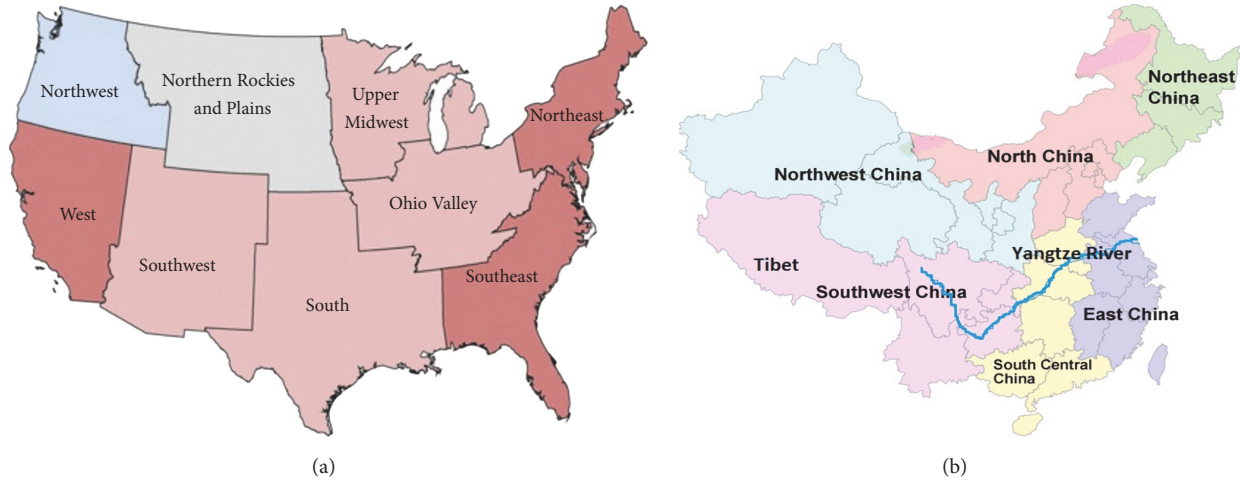 Northwest
Northern Rockies
and Plains
Upper
Midwest
Northeast
West
Ohio Valley
Southwest
South
Southeast
(a)
Northeast
China
North China
Northwest China
Yangtze River
Tibet
Southwest China
East China
South Central
China
(b)